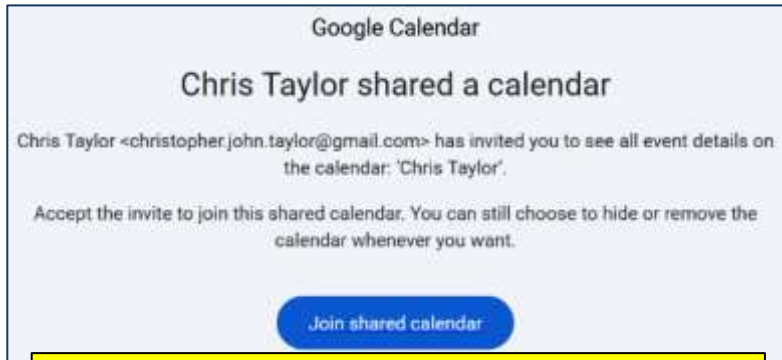 Google Calendar
Chris Taylor shared a calendar
Chris Taylor <christopher.john.taylor@gmail.com> has invited you to see all event details on
the calendar: 'Chris Taylor'.
Accept the invite to join this shared calendar. You can still choose to hide or remove the
calendar whenever you want.
Join shared calendar